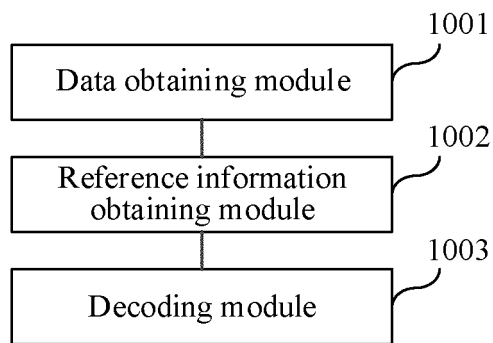 1001
Data obtaining module
1002
Reference information
obtaining module
1003
Decoding module